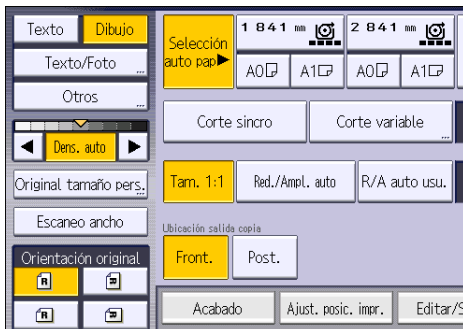 Texto
Dibujo
Texto/Foto
Otros
Dens. auto
Original tamaño pers.
Escaneo ancho
Orientación original
R
R
R
R
Selección
auto pap▶
1 841 mm
2 841 mm
A0
A1
A0
A1
Corte sincro
Corte variable
Tam. 1:1
Red./Ampl. auto
R/A auto usu.
Ubicación salida copia
Front.
Post.
Acabado
Ajust. posic. impr.
Editar/S